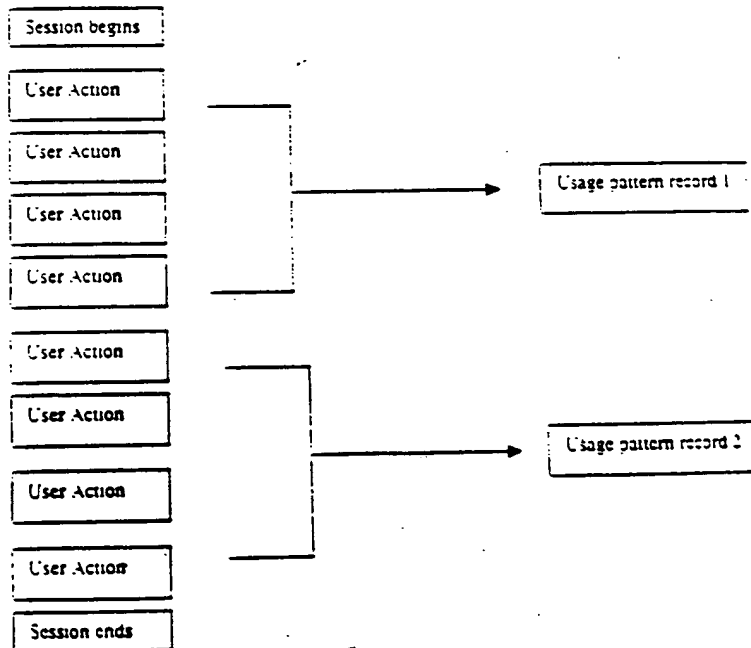 Session begins
User Action
User Action
User Action
User Action
Usage pattern record 1
User Action
User Action
User Action
User Action
Usage pattern record 2
Session ends